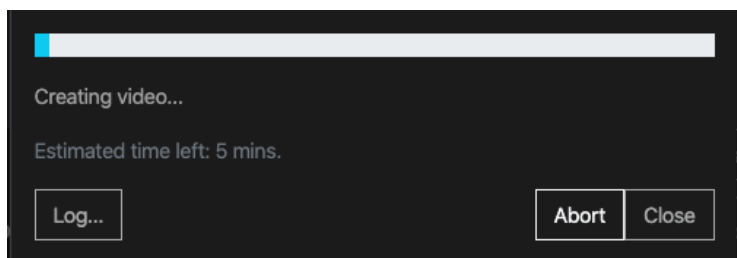 Creating video...
Estimated time left: 5 mins.
Log...
Abort
Close